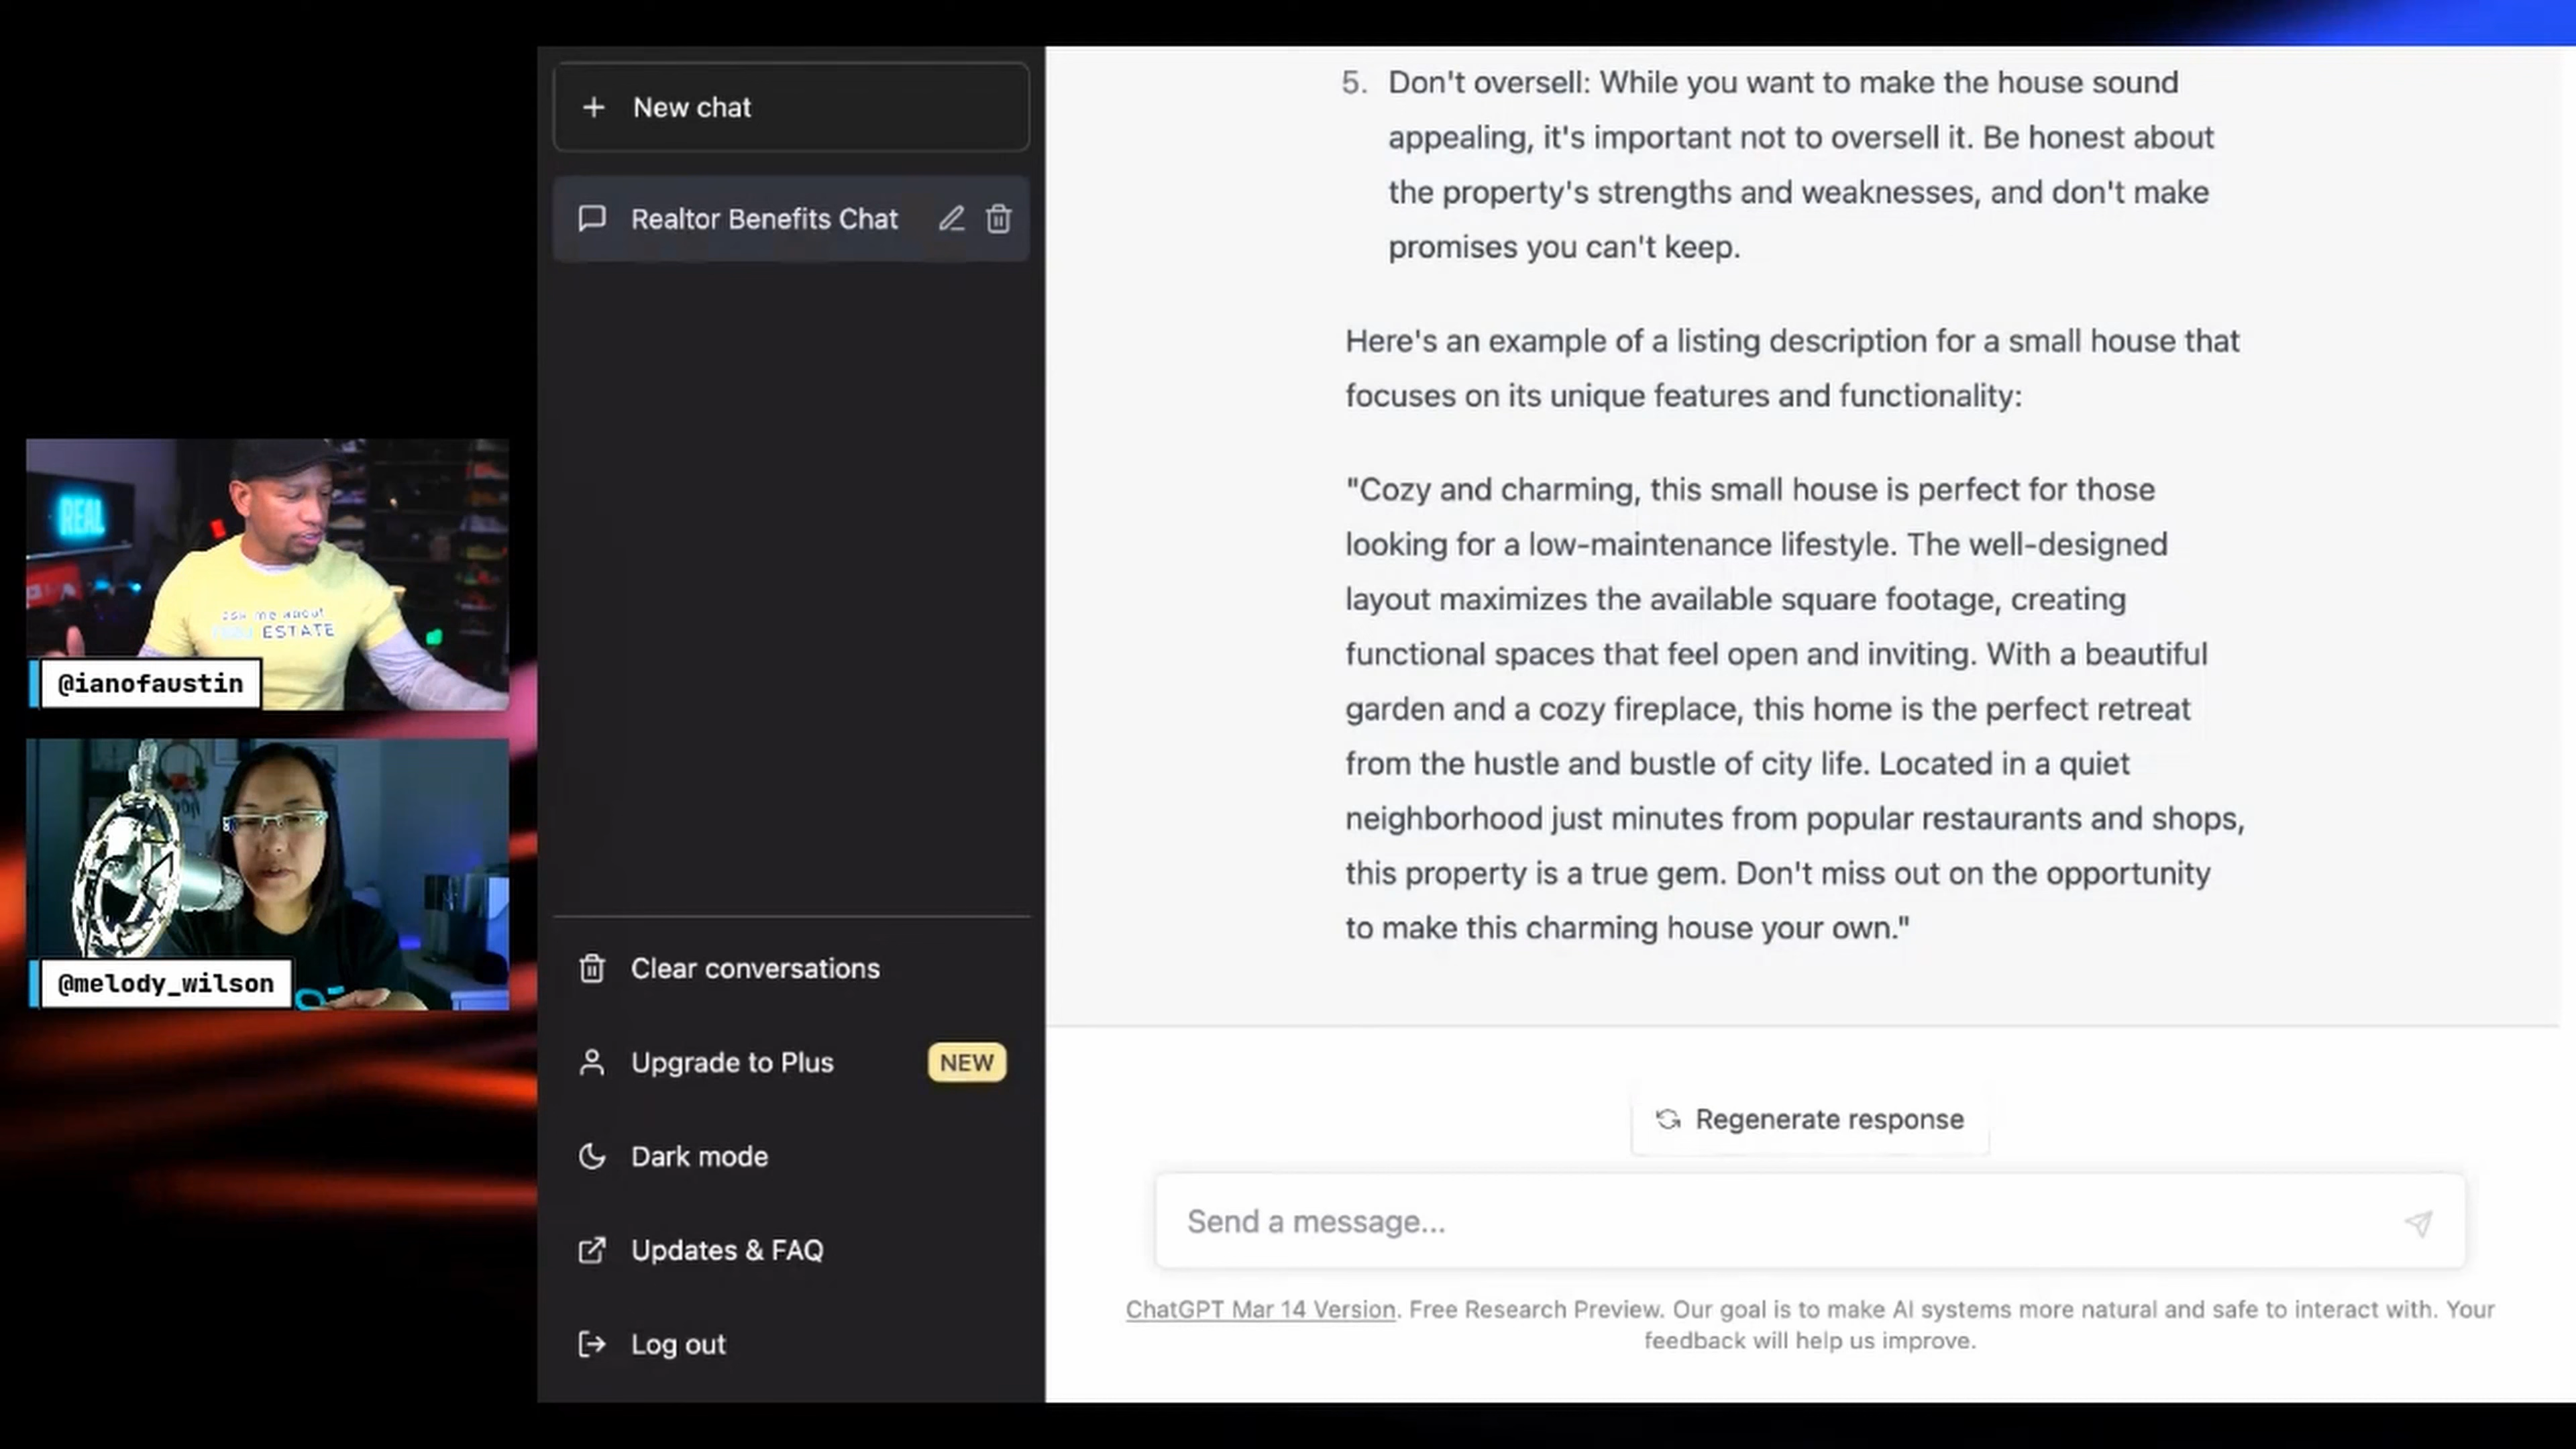 New chat
Realtor Benefits Chat
5. Don't oversell: While you want to make the house sound
appealing, it's important not to oversell it. Be honest about
the property's strengths and weaknesses, and don't make
promises you can't keep.
Here's an example of a listing description for a small house that
focuses on its unique features and functionality:
"Cozy and charming, this small house is perfect for those
looking for a low-maintenance lifestyle. The well-designed
layout maximizes the available square footage, creating
functional spaces that feel open and inviting. With a beautiful
garden and a cozy fireplace, this home is the perfect retreat
from the hustle and bustle of city life. Located in a quiet
neighborhood just minutes from popular restaurants and shops,
this property is a true gem. Don't miss out on the opportunity
to make this charming house your own."
REAL
ask me about
ESTATE
@ianofaustin
@melody_wilson
Clear conversations
Upgrade to Plus NEW
Dark mode
Updates & FAQ
Log out
Regenerate response
Send a message...
ChatGPT Mar 14 Version. Free Research Preview. Our goal is to make AI systems more natural and safe to interact with. Your
feedback will help us improve.